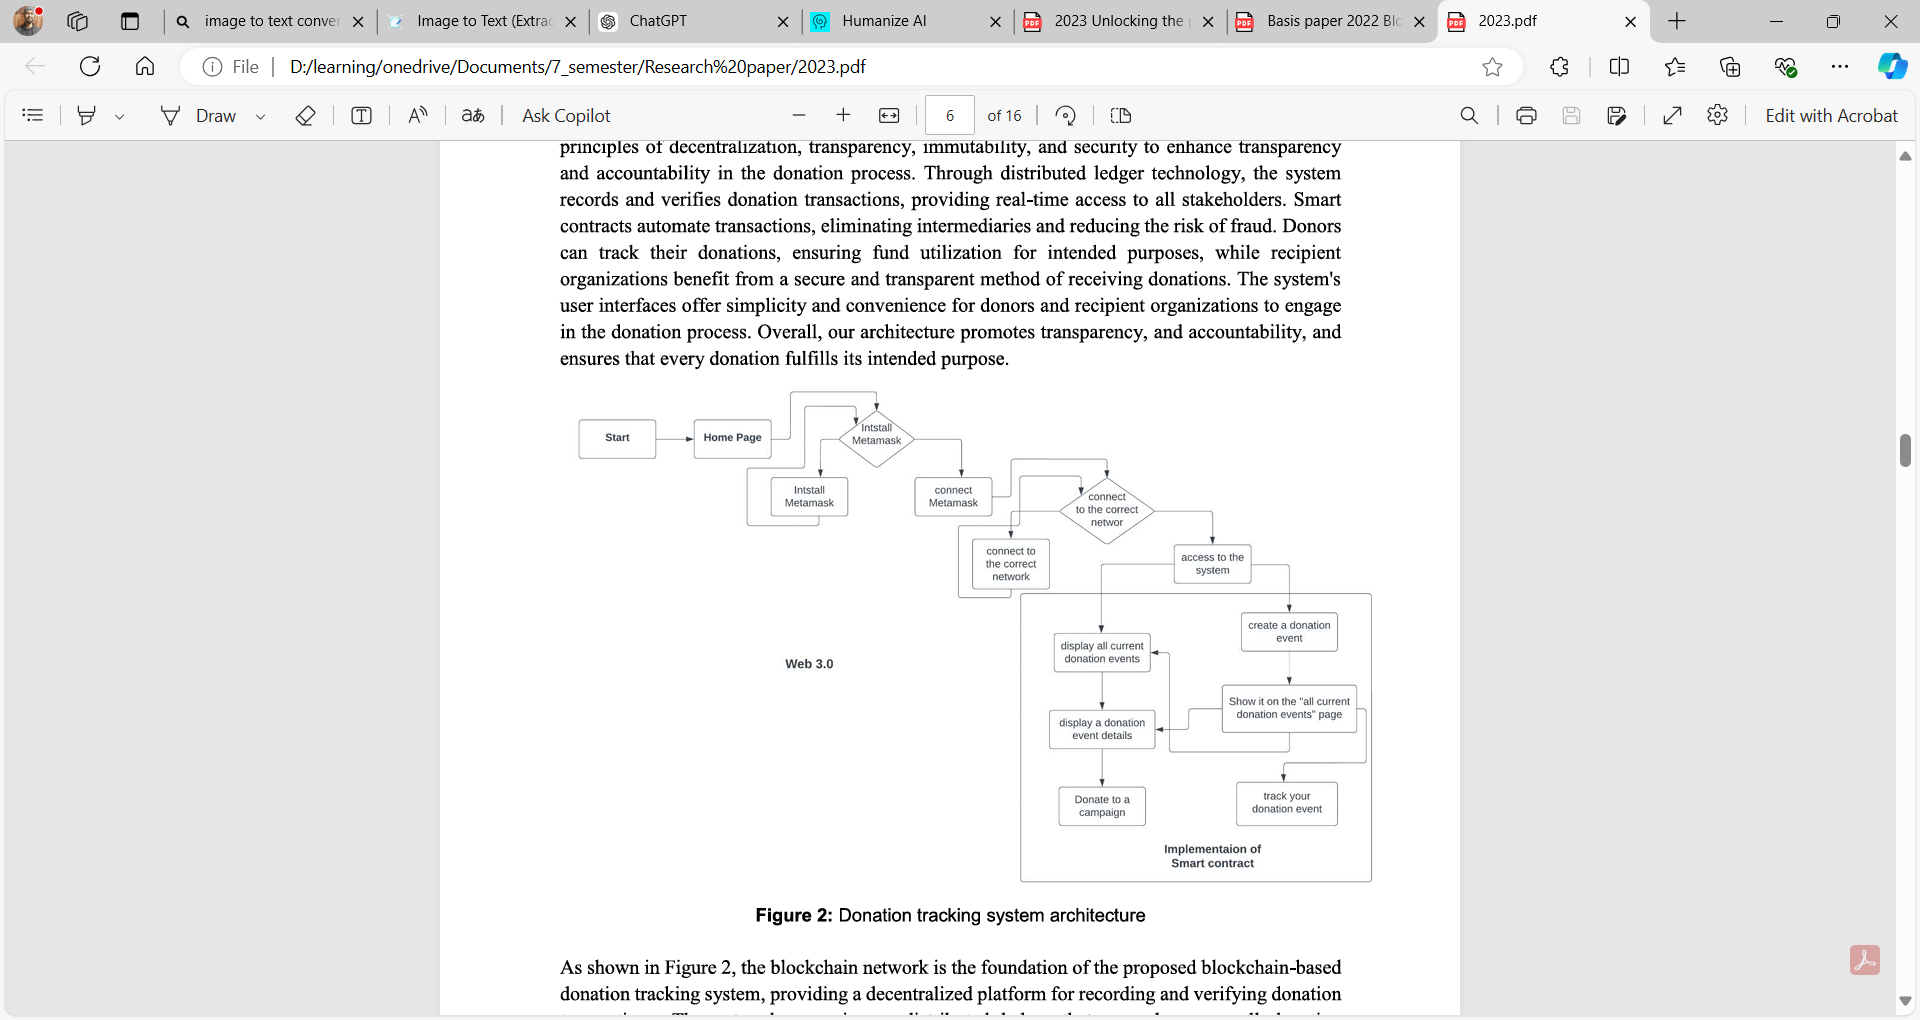 image to text conver
Image to Text (Extrac
ChatGPT
Humanize AI
2023 Unlocking the
Basis paper 2022 Blo
2023.pdf
File
D:/learning/onedrive/Documents/7_semester/Research%20paper/2023.pdf
Draw
Ask Copilot
6 of 16
Edit with Acrobat
principles of decentralization, transparency, immutability, and security to enhance transparency
and accountability in the donation process. Through distributed ledger technology, the system
records and verifies donation transactions, providing real-time access to all stakeholders. Smart
contracts automate transactions, eliminating intermediaries and reducing the risk of fraud. Donors
can track their donations, ensuring fund utilization for intended purposes, while recipient
organizations benefit from a secure and transparent method of receiving donations. The system's
user interfaces offer simplicity and convenience for donors and recipient organizations to engage
in the donation process. Overall, our architecture promotes transparency, and accountability, and
ensures that every donation fulfills its intended purpose.
Start
Home Page
Intstall
Metamask
Intstall
Metamask
connect
Metamask
connect
to the correct
networ
connect to
the correct
network
access to the
system
create a donation
event
display all current
donation events
Web 3.0
Show it on the "all current
donation events" page
display a donation
event details
Donate to a
campaign
track your
donation event
Implementaion of
Smart contract
Figure 2: Donation tracking system architecture
As shown in Figure 2, the blockchain network is the foundation of the proposed blockchain-based
donation tracking system, providing a decentralized platform for recording and verifying donation